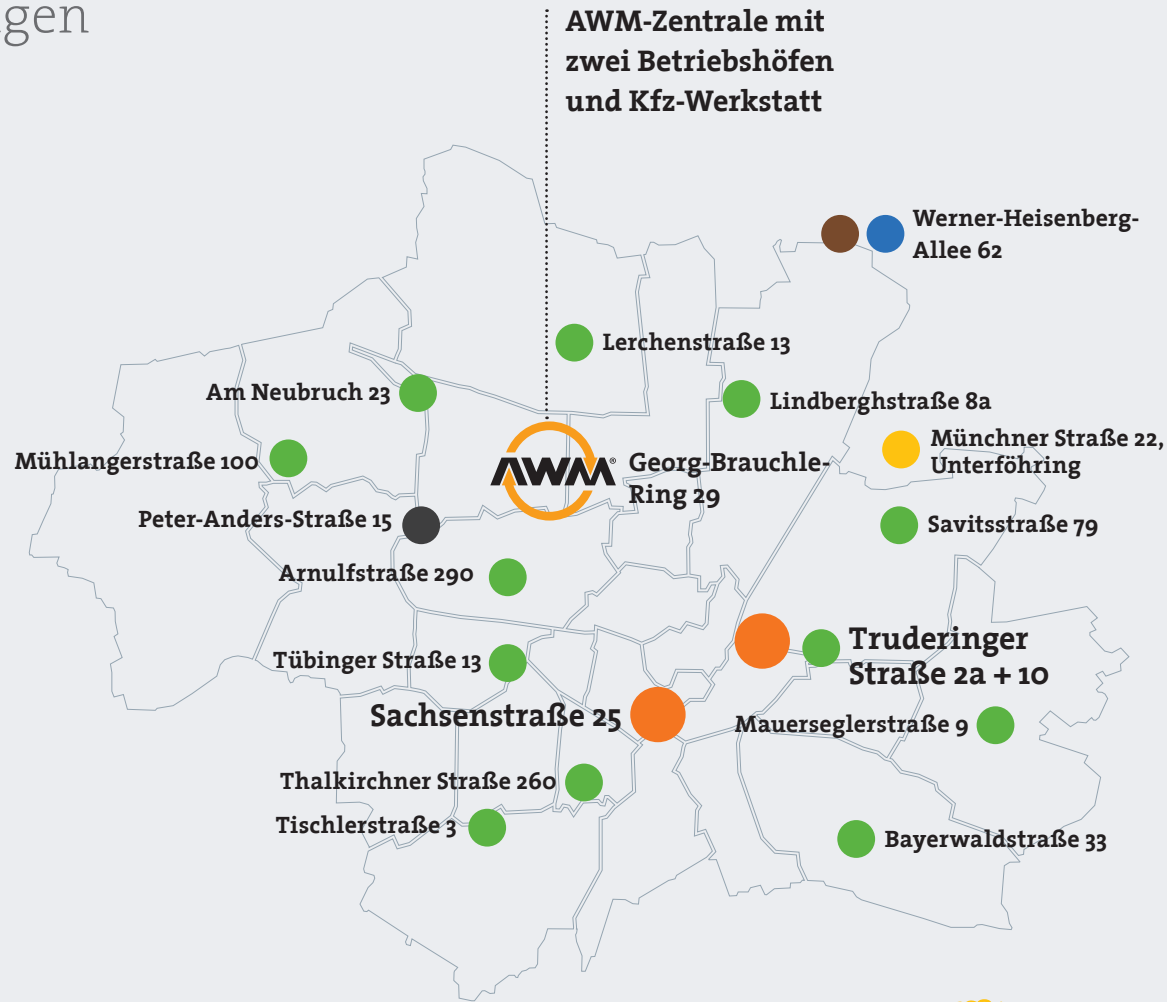 gen
AWM-Zentrale mit
zwei Betriebshöfen
und Kfz-Werkstatt
Werner-Heisenberg-
Allee 62
Lerchenstraße 13
Am Neubruch 23
Lindberghstraße 8a
Münchner Straße 22,
Unterföhring
Mühlangerstraße 100
AWM®
Georg-Brauchle-
Ring 29
Peter-Anders-Straße 15
Savitsstraße 79
Arnulfstraße 290
Truderinger
Straße 2a + 10
Tübinger Straße 13
Sachsenstraße 25
Mauerseglerstraße 9
Thalkirchner Straße 260
Tischlerstraße 3
Bayerwaldstraße 33